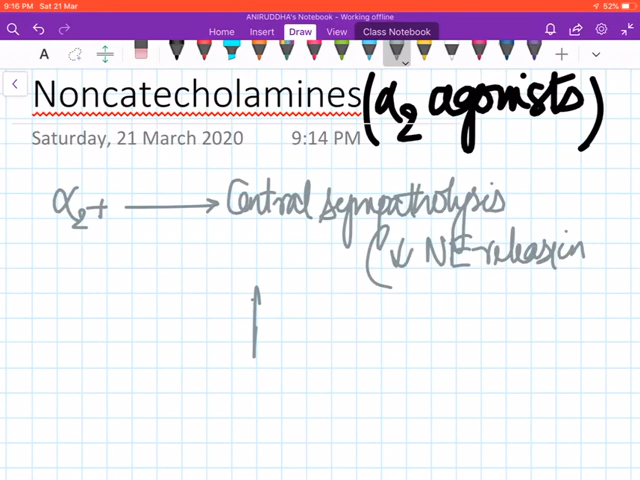 9:16 PM Sat 21 Mar
52%
ANIRUDDHA's Notebook - Working offline
Home Insert Draw View Class Notebook
A
Noncatecholamines (α2 agonists)
Saturday, 21 March 2020 9:14 PM
α2+ → Central sympatholysis
(↓ NE-release in
↑